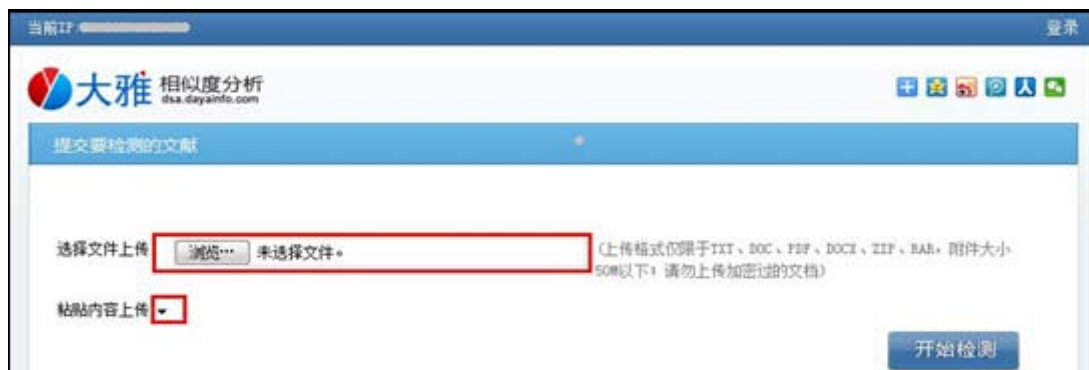 当前IP
登录
大雅 相似度分析
dsa.dayainfo.com
提交要检测的文献
选择文件上传
浏览… 未选择文件。
(上传格式仅限于TXT、DOC、PDF、DOCX、ZIP、RAR，附件大小
50M以下；请勿上传加密过的文档)
粘贴内容上传
开始检测